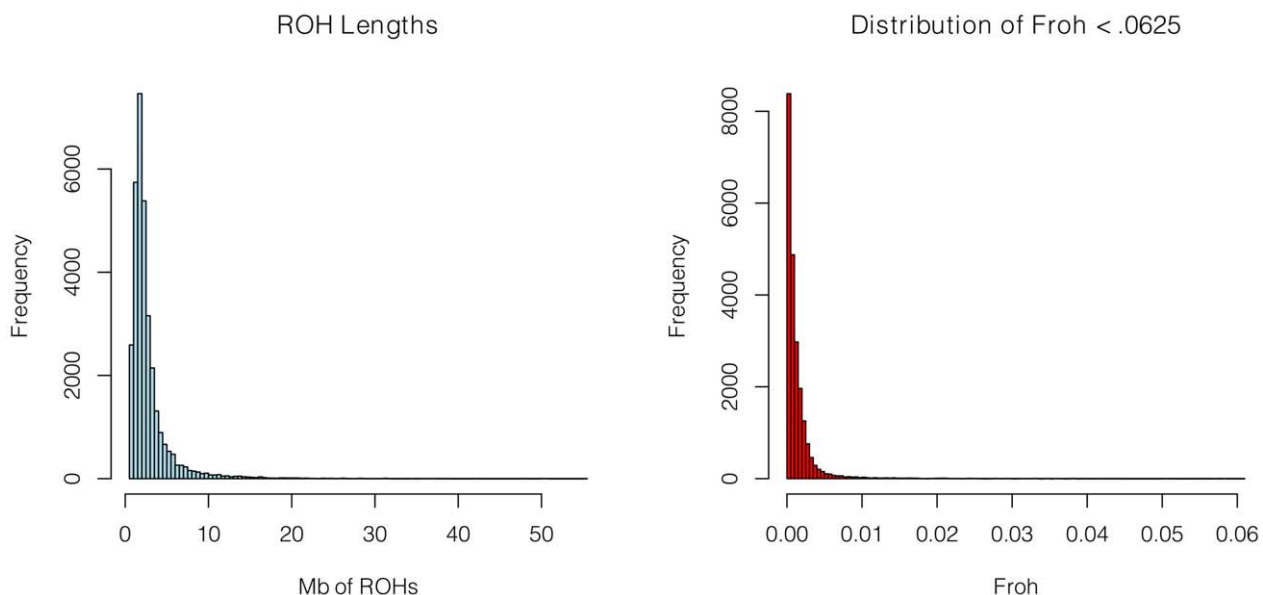 ROH Lengths
Frequency
0 2000 4000 6000
0 10 20 30 40 50
Mb of ROHs
Distribution of Froh < .0625
Frequency
0 2000 4000 6000 8000
0.00 0.01 0.02 0.03 0.04 0.05 0.06
Froh